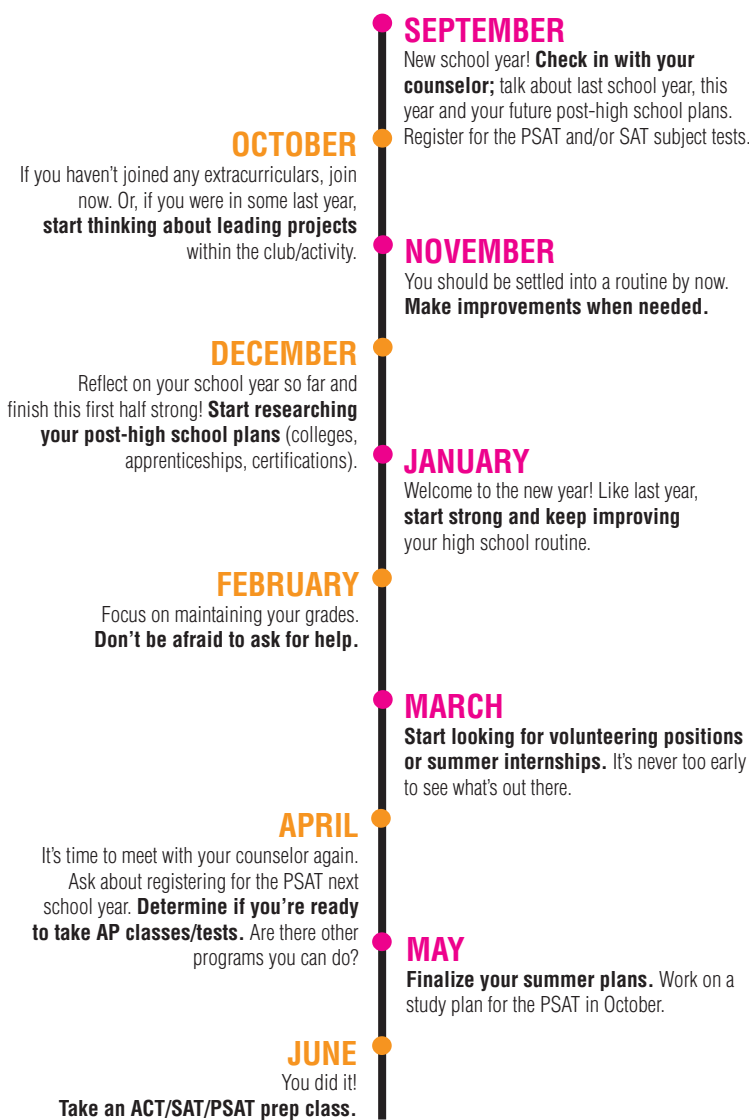 SEPTEMBER
New school year! Check in with your
counselor; talk about last school year, this
year and your future post-high school plans.
Register for the PSAT and/or SAT subject tests.
OCTOBER
If you haven’t joined any extracurriculars, join
now. Or, if you were in some last year,
start thinking about leading projects
within the club/activity.
NOVEMBER
You should be settled into a routine by now.
Make improvements when needed.
DECEMBER
Reflect on your school year so far and
finish this first half strong! Start researching
your post-high school plans (colleges,
apprenticeships, certifications).
JANUARY
Welcome to the new year! Like last year,
start strong and keep improving
your high school routine.
FEBRUARY
Focus on maintaining your grades.
Don’t be afraid to ask for help.
MARCH
Start looking for volunteering positions
or summer internships. It’s never too early
to see what’s out there.
APRIL
It’s time to meet with your counselor again.
Ask about registering for the PSAT next
school year. Determine if you’re ready
to take AP classes/tests. Are there other
programs you can do?
MAY
Finalize your summer plans. Work on a
study plan for the PSAT in October.
JUNE
You did it!
Take an ACT/SAT/PSAT prep class.